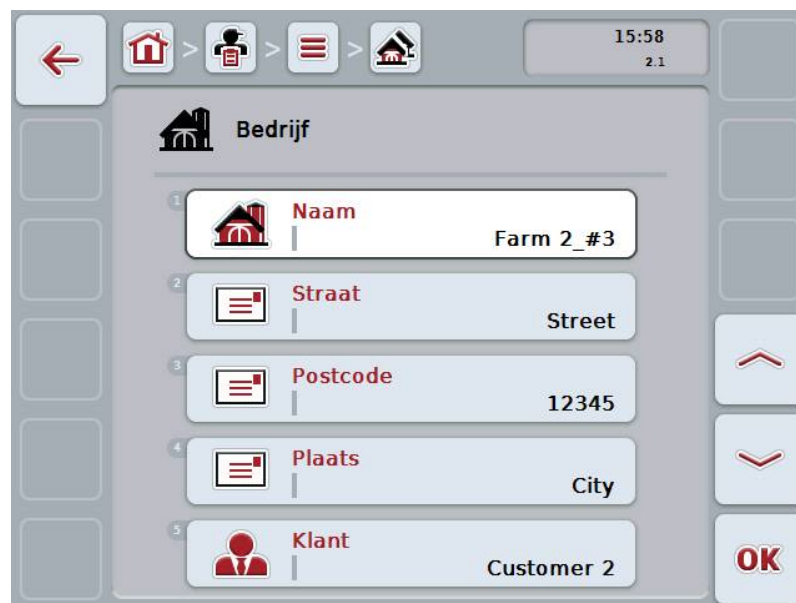 15:58
2.1
Bedrijf
1
Naam
Farm 2_#3
2
Straat
Street
3
Postcode
12345
4
Plaats
City
5
Klant
Customer 2
OK